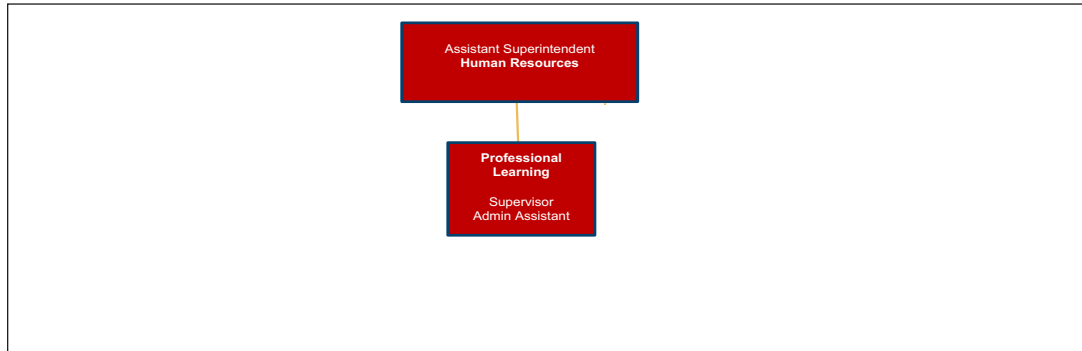 Assistant Superintendent
Human Resources
Professional
Learning
Supervisor
Admin Assistant